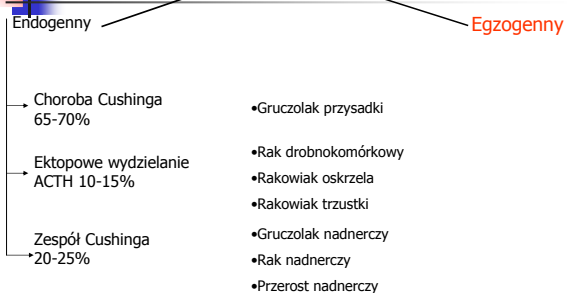 Endogenny
Egzogenny
Choroba Cushinga
65-70%
•Gruczolak przysadki
Ektopowe wydzielanie
ACTH 10-15%
•Rak drobnokomórkowy
•Rakowiak oskrzela
•Rakowiak trzustki
Zespół Cushinga
20-25%
•Gruczolak nadnerczy
•Rak nadnerczy
•Przerost nadnerczy